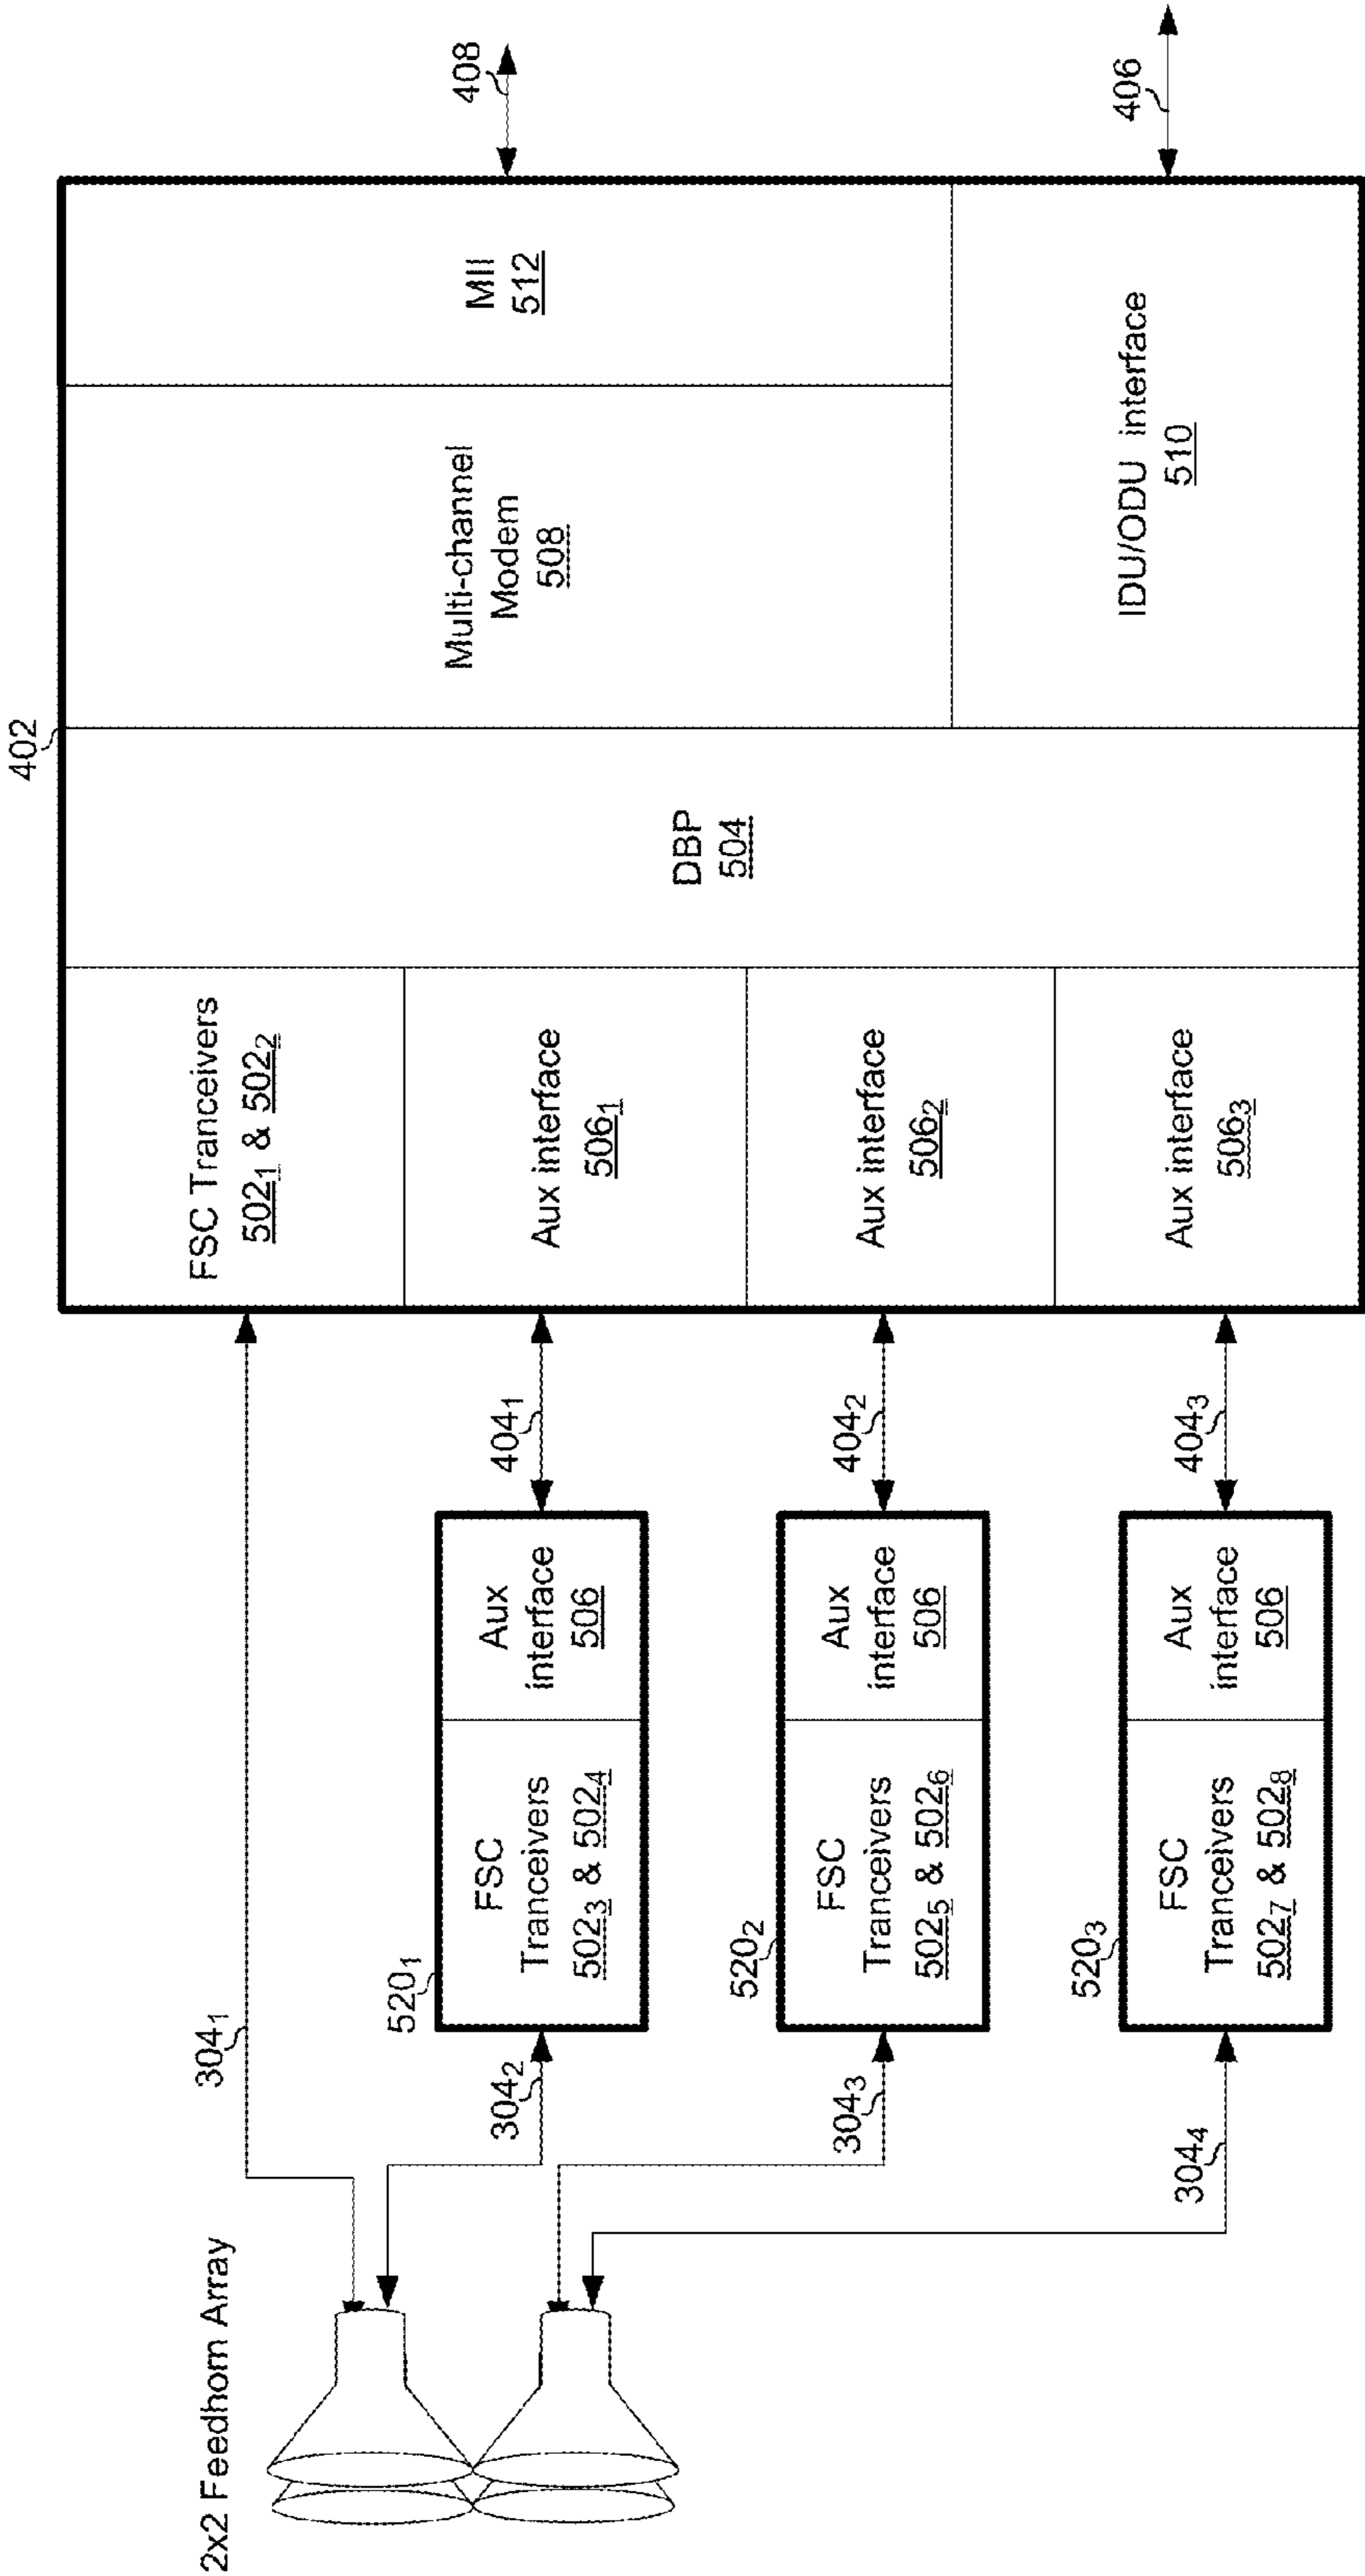 2x2 Feedhom Array
304₁
304₂
304₃
304₄
520₁
FSC
Tranceivers
502₃ & 502₄
Aux
interface
506
520₂
FSC
Tranceivers
502₅ & 502₆
Aux
interface
506
520₃
FSC
Tranceivers
502₇ & 502₈
Aux
interface
506
404₁
404₂
404₃
402
FSC Tranceivers
502₁ & 502₂
Aux interface
506₁
Aux interface
506₂
Aux interface
506₃
DBP
504
Multi-channel
Modem
508
MII
512
IDU/ODU interface
510
408
406